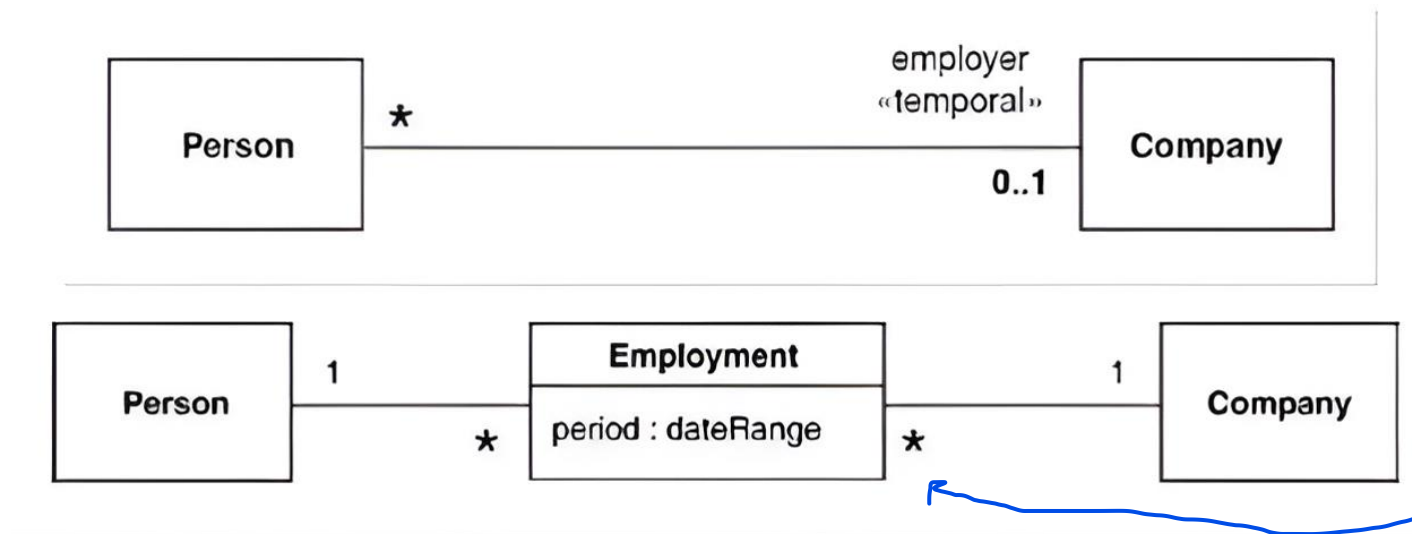 employer
«temporal»
Person
*
Company
0..1
Employment
Person
1
*
period : dateRange
*
1
Company